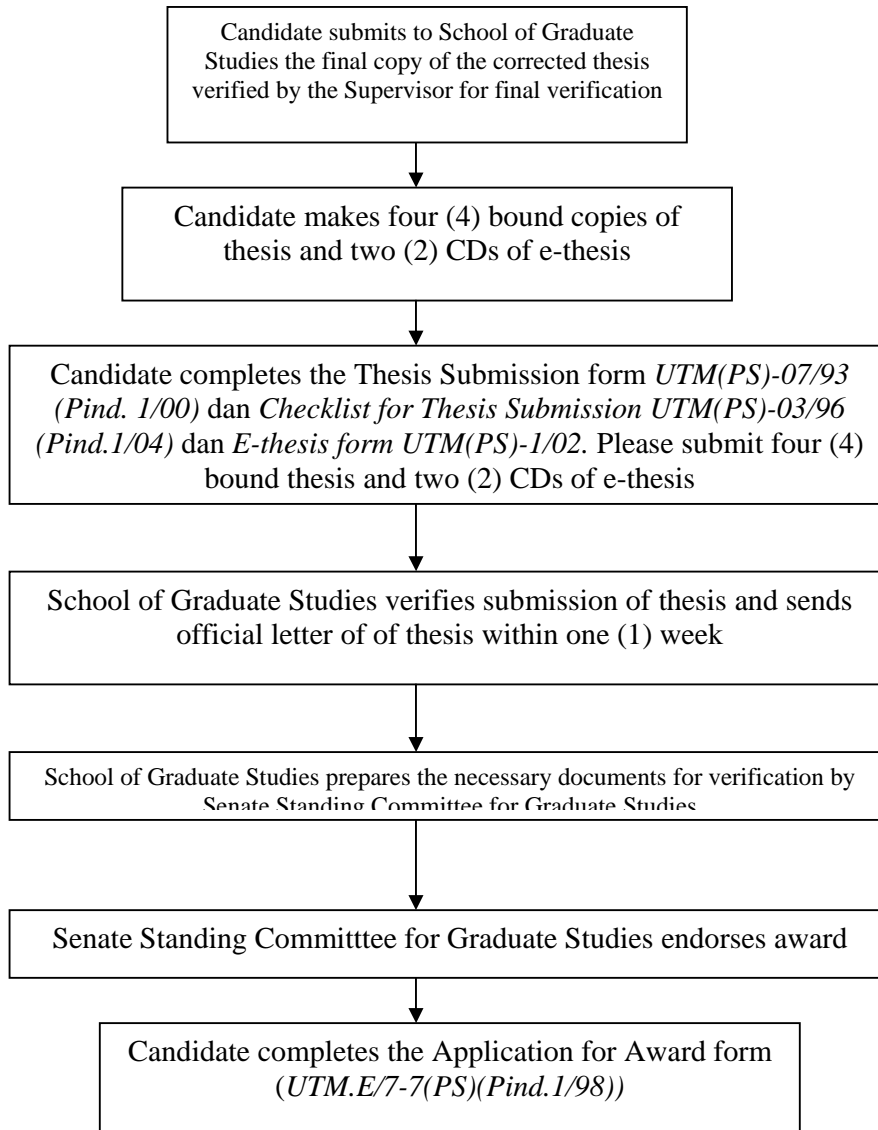 Candidate submits to School of Graduate
Studies the final copy of the corrected thesis
verified by the Supervisor for final verification
Candidate makes four (4) bound copies of
thesis and two (2) CDs of e-thesis
Candidate completes the Thesis Submission form UTM(PS)-07/93
(Pind. 1/00) dan Checklist for Thesis Submission UTM(PS)-03/96
(Pind.1/04) dan E-thesis form UTM(PS)-1/02. Please submit four (4)
bound thesis and two (2) CDs of e-thesis
School of Graduate Studies verifies submission of thesis and sends
official letter of of thesis within one (1) week
School of Graduate Studies prepares the necessary documents for verification by
Senate Standing Committee for Graduate Studies
Senate Standing Committtee for Graduate Studies endorses award
Candidate completes the Application for Award form
(UTM.E/7-7(PS)(Pind.1/98))